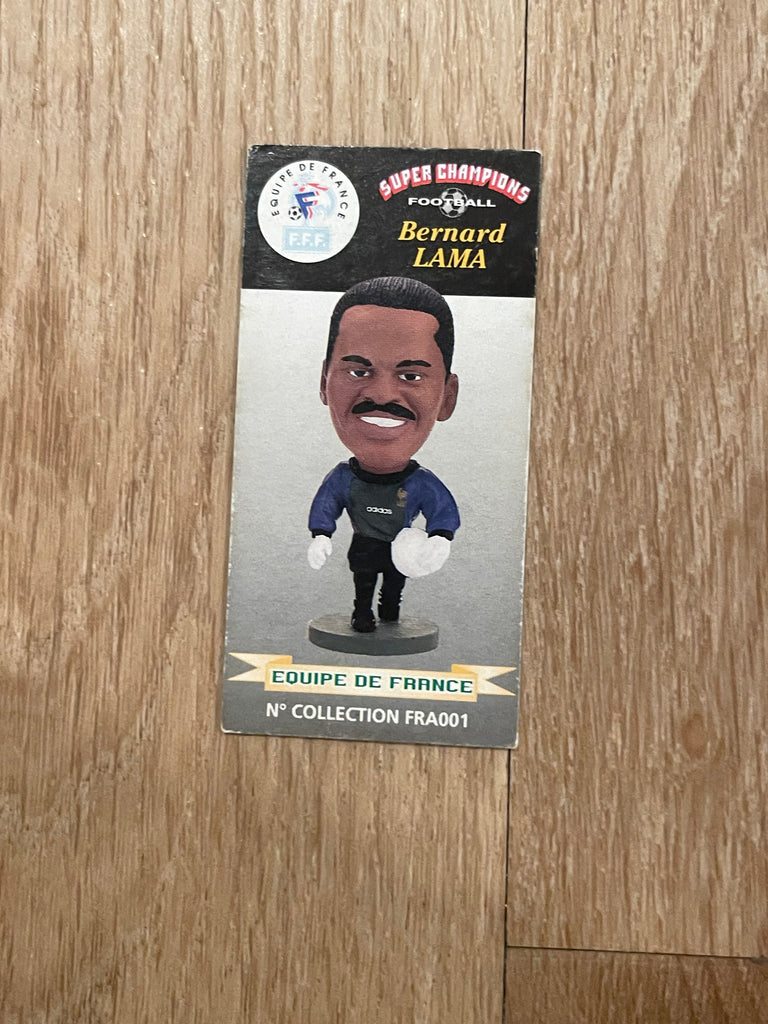 EQUIPE DE FRANCE
F
F.F.F.
SUPER CHAMPIONS
FOOTBALL
Bernard
LAMA
adidas
EQUIPE DE FRANCE
N° COLLECTION FRA001